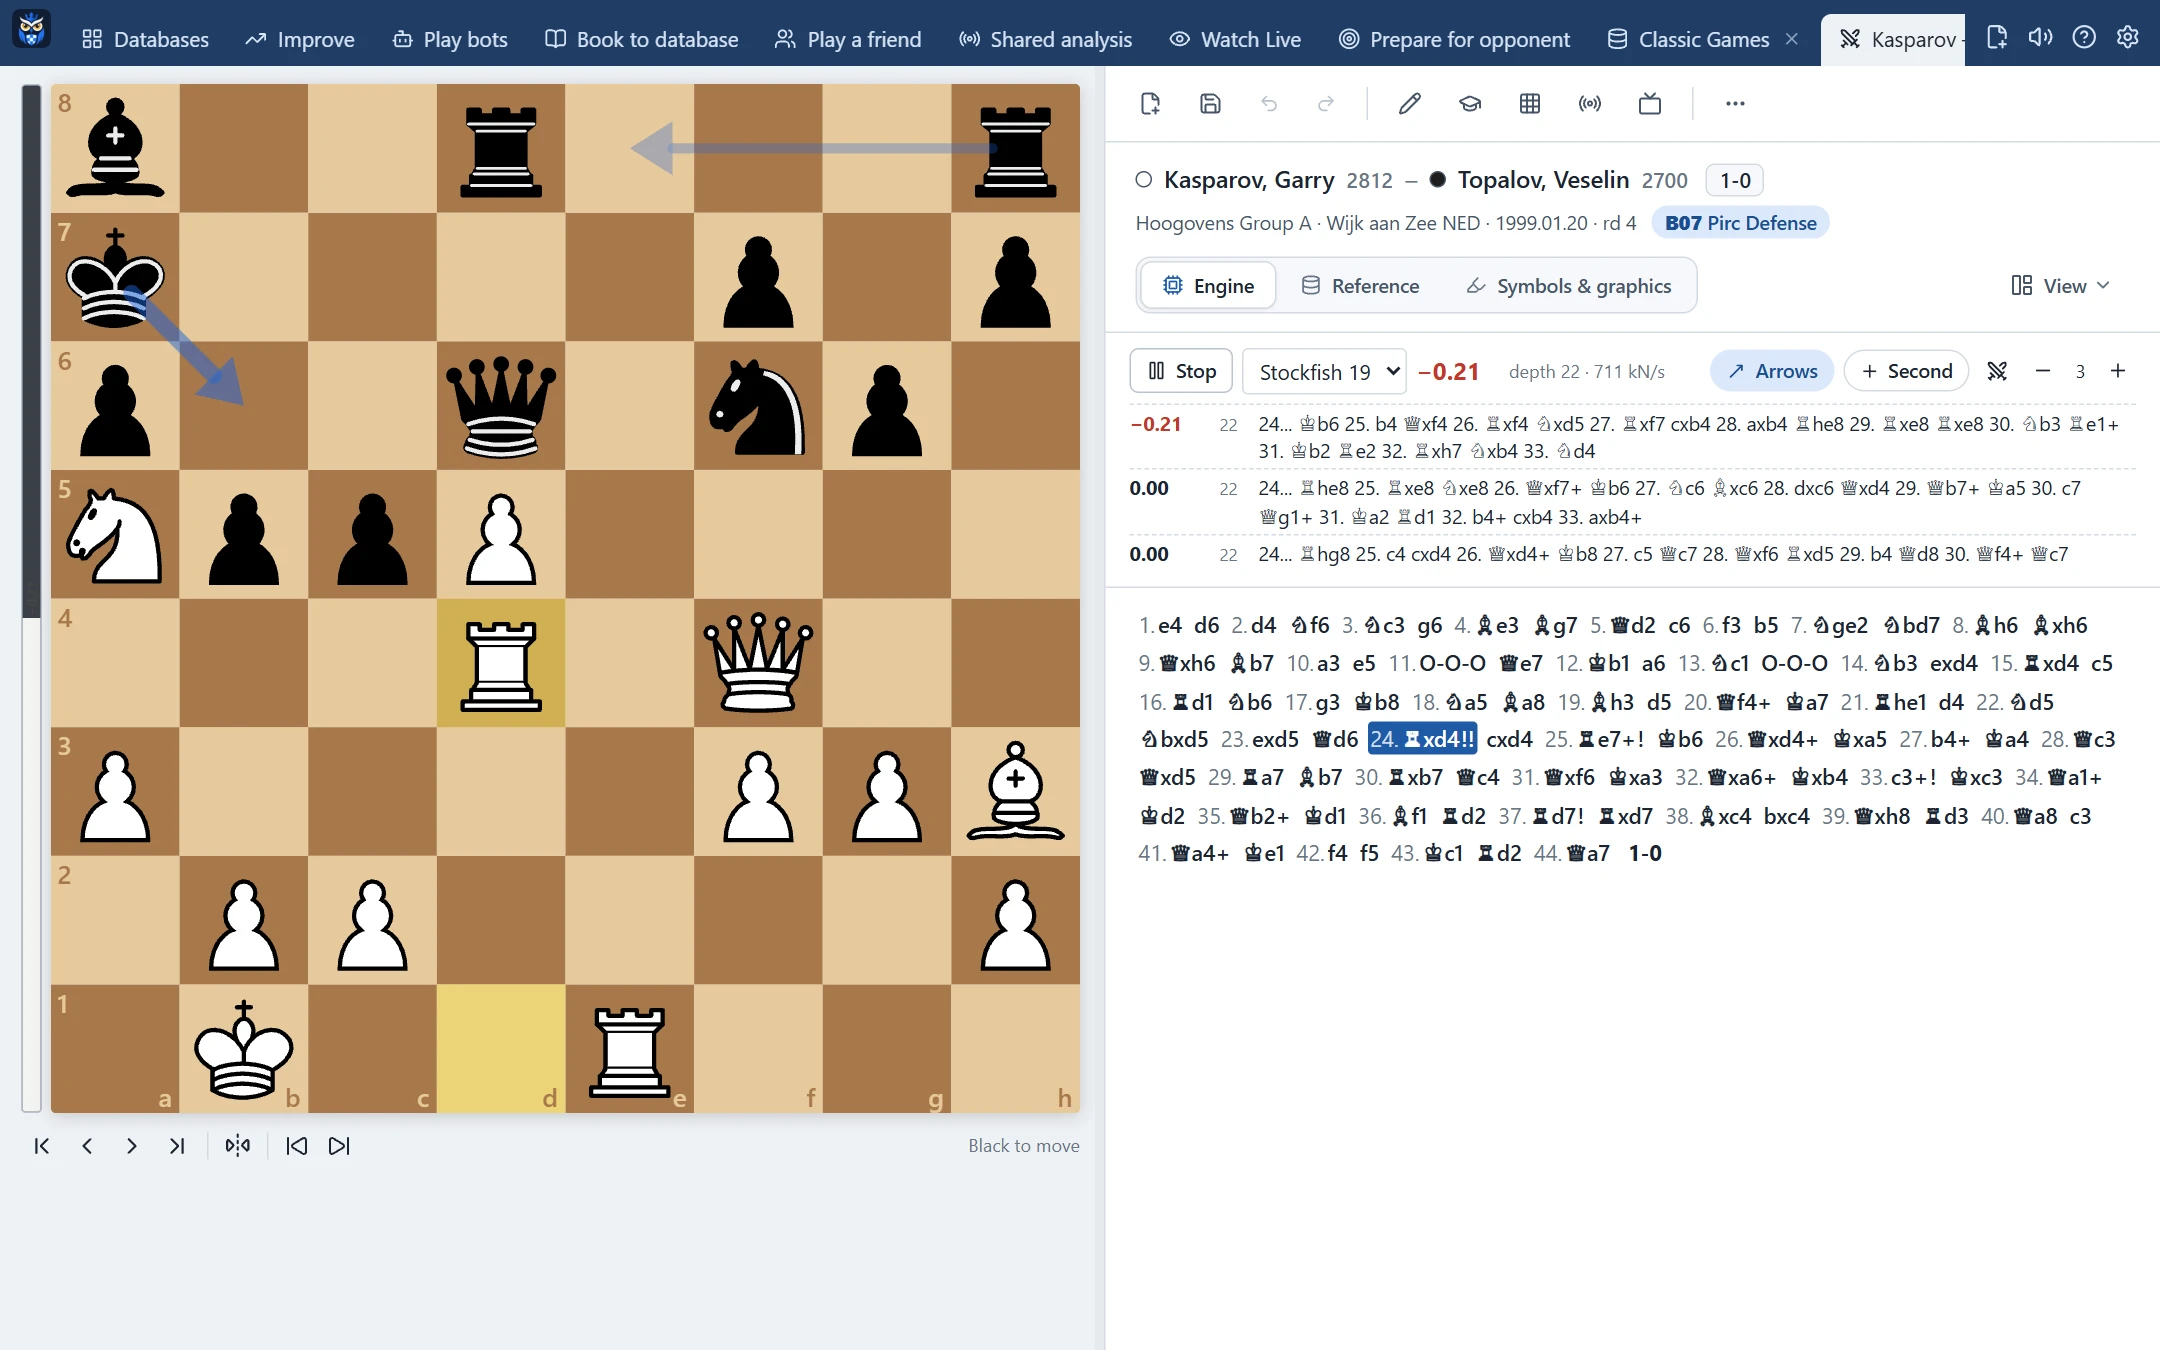 Databases Improve Play bots Book to database Play a friend Shared analysis Watch Live Prepare for opponent Classic Games Kasparov -
8
7
6
5
4
3
2
1
a b c d e f g h
Black to move
Kasparov, Garry 2812 – Topalov, Veselin 2700 1-0
Hoogovens Group A · Wijk aan Zee NED · 1999.01.20 · rd 4 B07 Pirc Defense
Engine Reference Symbols & graphics View
Stop Stockfish 19 −0.21 depth 22 · 711 kN/s Arrows + Second − 3 +
−0.21 22 24... ♔b6 25. b4 ♕xf4 26. ♖xf4 ♘xd5 27. ♖xf7 cxb4 28. axb4 ♖he8 29. ♖xe8 ♖xe8 30. ♘b3 ♖e1+
31. ♔b2 ♖e2 32. ♖xh7 ♘xb4 33. ♘d4
0.00 22 24... ♖he8 25. ♖xe8 ♘xe8 26. ♕xf7+ ♔b6 27. ♘c6 ♗xc6 28. dxc6 ♕xd4 29. ♕b7+ ♔a5 30. c7
♕g1+ 31. ♔a2 ♖d1 32. b4+ cxb4 33. axb4+
0.00 22 24... ♖hg8 25. c4 cxd4 26. ♕xd4+ ♔b8 27. c5 ♕c7 28. ♕xf6 ♖xd5 29. b4 ♕d8 30. ♕f4+ ♕c7
1. e4 d6 2. d4 ♘f6 3. ♘c3 g6 4. ♗e3 ♗g7 5. ♕d2 c6 6. f3 b5 7. ♘ge2 ♘bd7 8. ♗h6 ♗xh6
9. ♕xh6 ♗b7 10. a3 e5 11. O-O-O ♕e7 12. ♔b1 a6 13. ♘c1 O-O-O 14. ♘b3 exd4 15. ♖xd4 c5
16. ♖d1 ♘b6 17. g3 ♔b8 18. ♘a5 ♗a8 19. ♗h3 d5 20. ♕f4+ ♔a7 21. ♖he1 d4 22. ♘d5
♘bxd5 23. exd5 ♕d6 24. ♖xd4!! cxd4 25. ♖e7+! ♔b6 26. ♕xd4+ ♔xa5 27. b4+ ♔a4 28. ♕c3
♕xd5 29. ♖a7 ♗b7 30. ♖xb7 ♕c4 31. ♕xf6 ♔xa3 32. ♕xa6+ ♔xb4 33. c3+! ♔xc3 34. ♕a1+
♔d2 35. ♕b2+ ♔d1 36. ♗f1 ♖d2 37. ♖d7! ♖xd7 38. ♗xc4 bxc4 39. ♕xh8 ♖d3 40. ♕a8 c3
41. ♕a4+ ♔e1 42. f4 f5 43. ♔c1 ♖d2 44. ♕a7 1-0